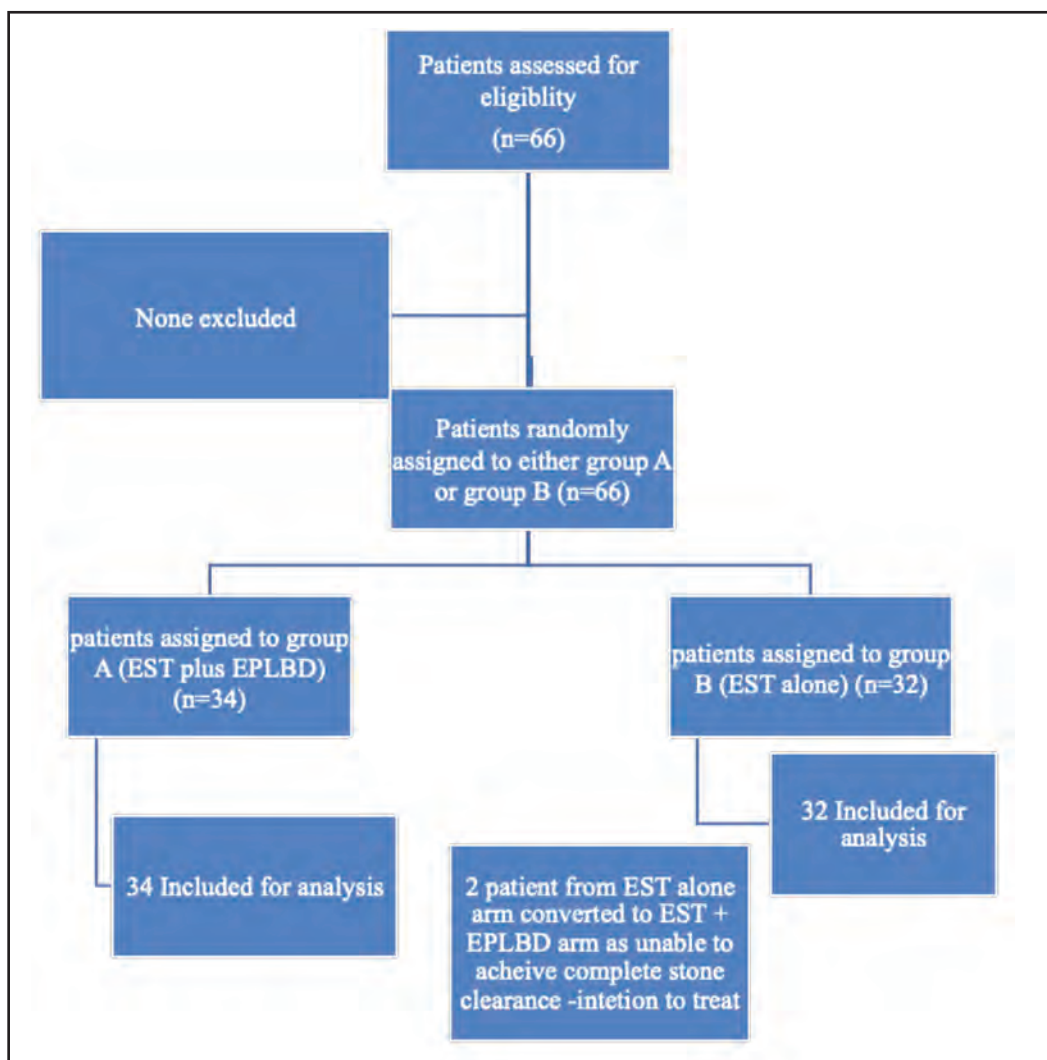 Patients assessed for
eligiblity
(n=66)
None excluded
Patients randomly
assigned to either group A
or group B (n=66)
patients assigned to group
A (EST plus EPLBD)
(n=34)
patients assigned to group
B (EST alone) (n=32)
34 Included for analysis
32 Included for
analysis
2 patient from EST alone
arm converted to EST +
EPLBD arm as unable to
acheive complete stone
clearance -intetion to treat